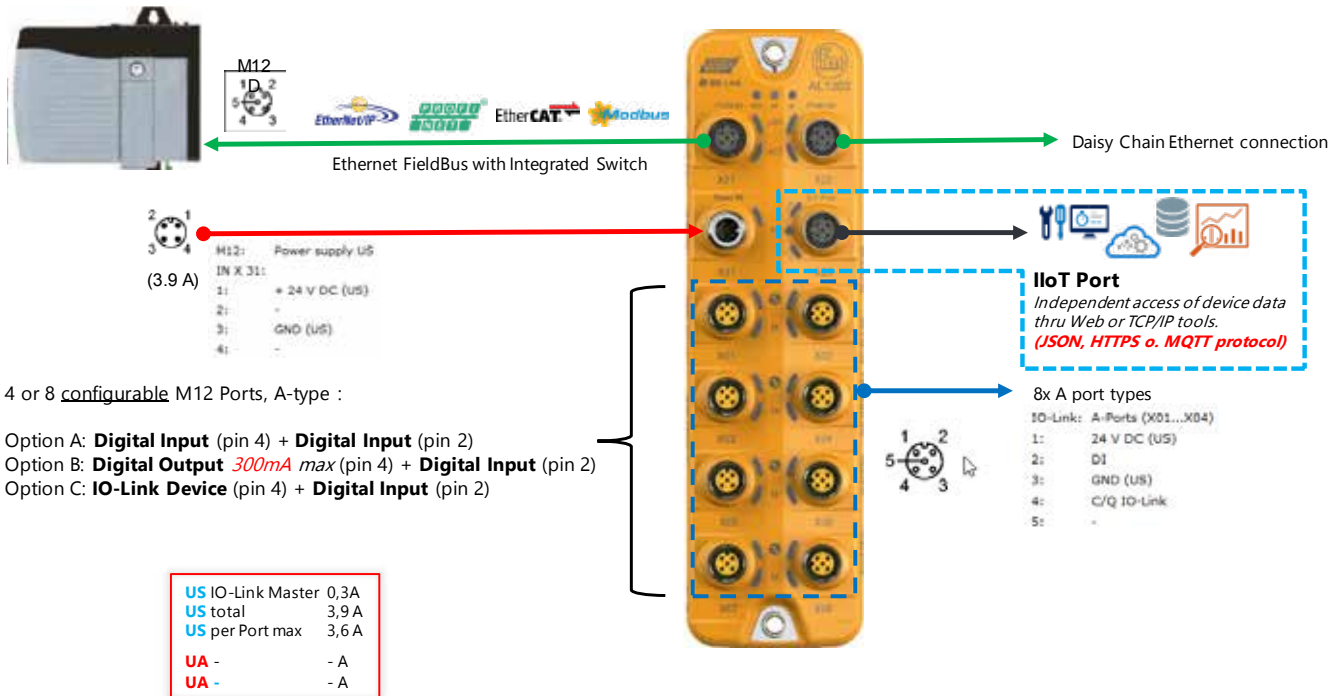 M12
D
1 2
5
4 3
EtherNet/IP
PROFI
NET
EtherCAT
Modbus
Ethernet FieldBus with Integrated Switch
Daisy Chain Ethernet connection
2 1
3 4
(3.9 A)
M12: Power supply US
IN X 31:
1: + 24 V DC (US)
2: -
3: GND (US)
4: -
IO-Link
X21
X31
X01
IIoT Port
Independent access of device data
thru Web or TCP/IP tools.
(JSON, HTTPS o. MQTT protocol)
4 or 8 configurable M12 Ports, A-type :
Option A: Digital Input (pin 4) + Digital Input (pin 2)
Option B: Digital Output 300mA max (pin 4) + Digital Input (pin 2)
Option C: IO-Link Device (pin 4) + Digital Input (pin 2)
1 2
5
4 3
8x A port types
IO-Link: A-Ports (X01...X04)
1: 24 V DC (US)
2: DI
3: GND (US)
4: C/Q IO-Link
5: -
US IO-Link Master 0,3A
US total 3,9 A
US per Port max 3,6 A
UA - - A
UA - - A